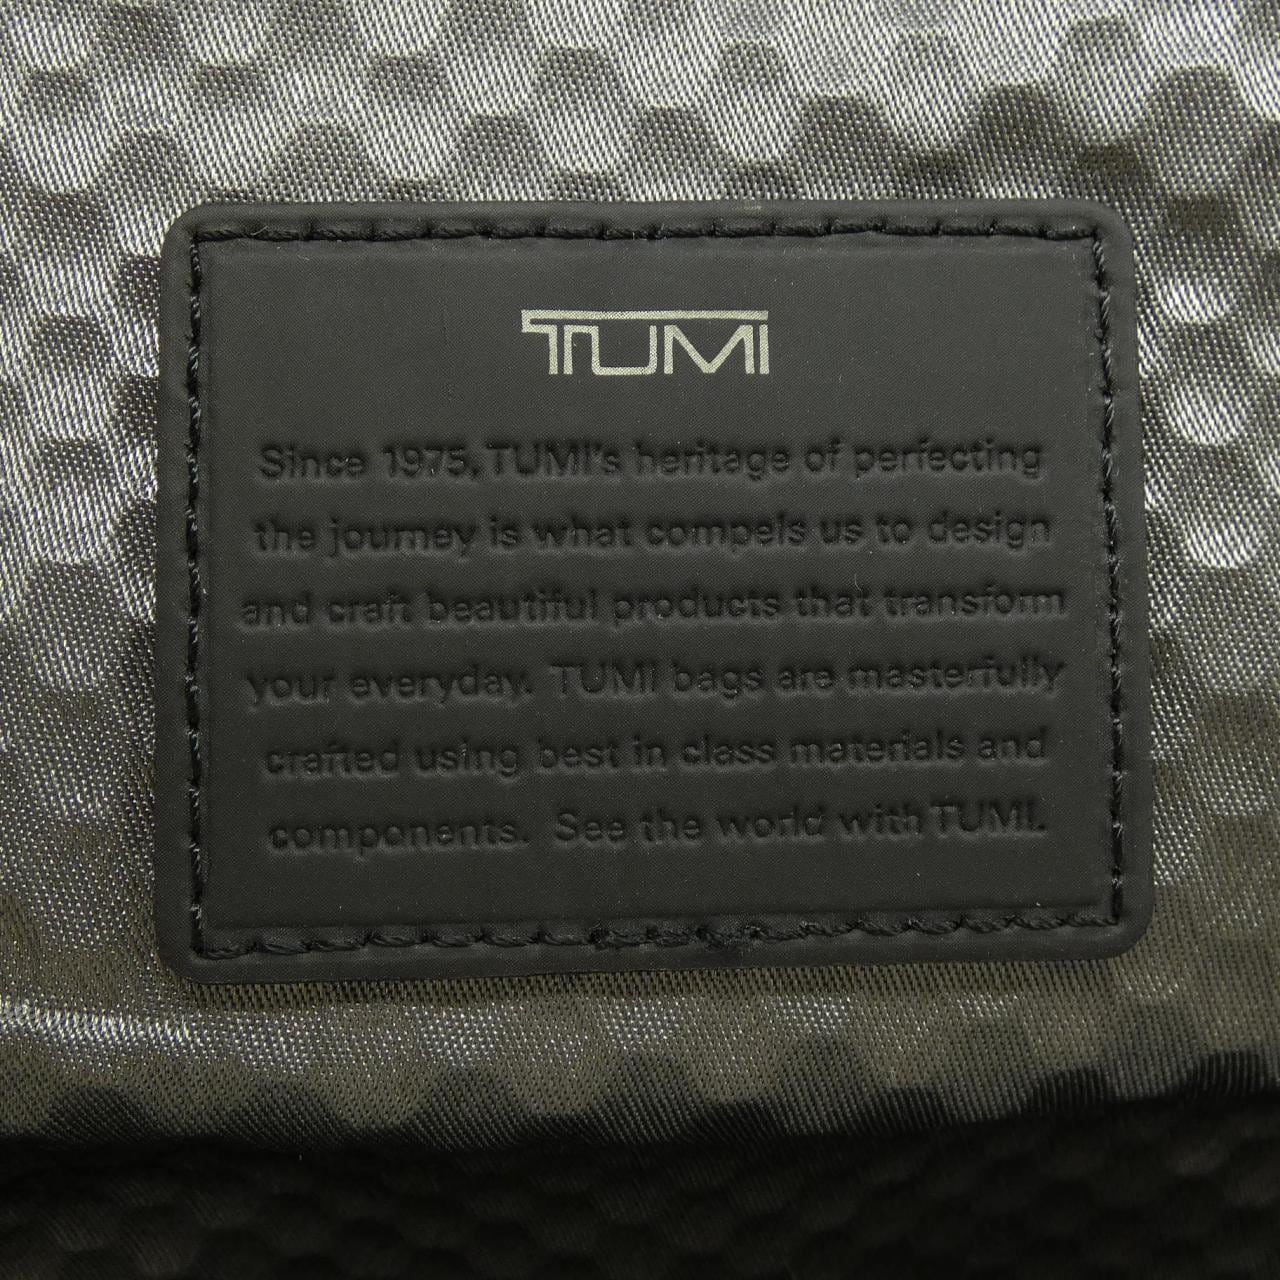 TUMI
Since 1975, TUMI's heritage of perfecting
the journey is what compels us to design
and craft beautiful products that transform
your everyday. TUMI bags are masterfully
crafted using best in class materials and
components. See the world with TUMI.